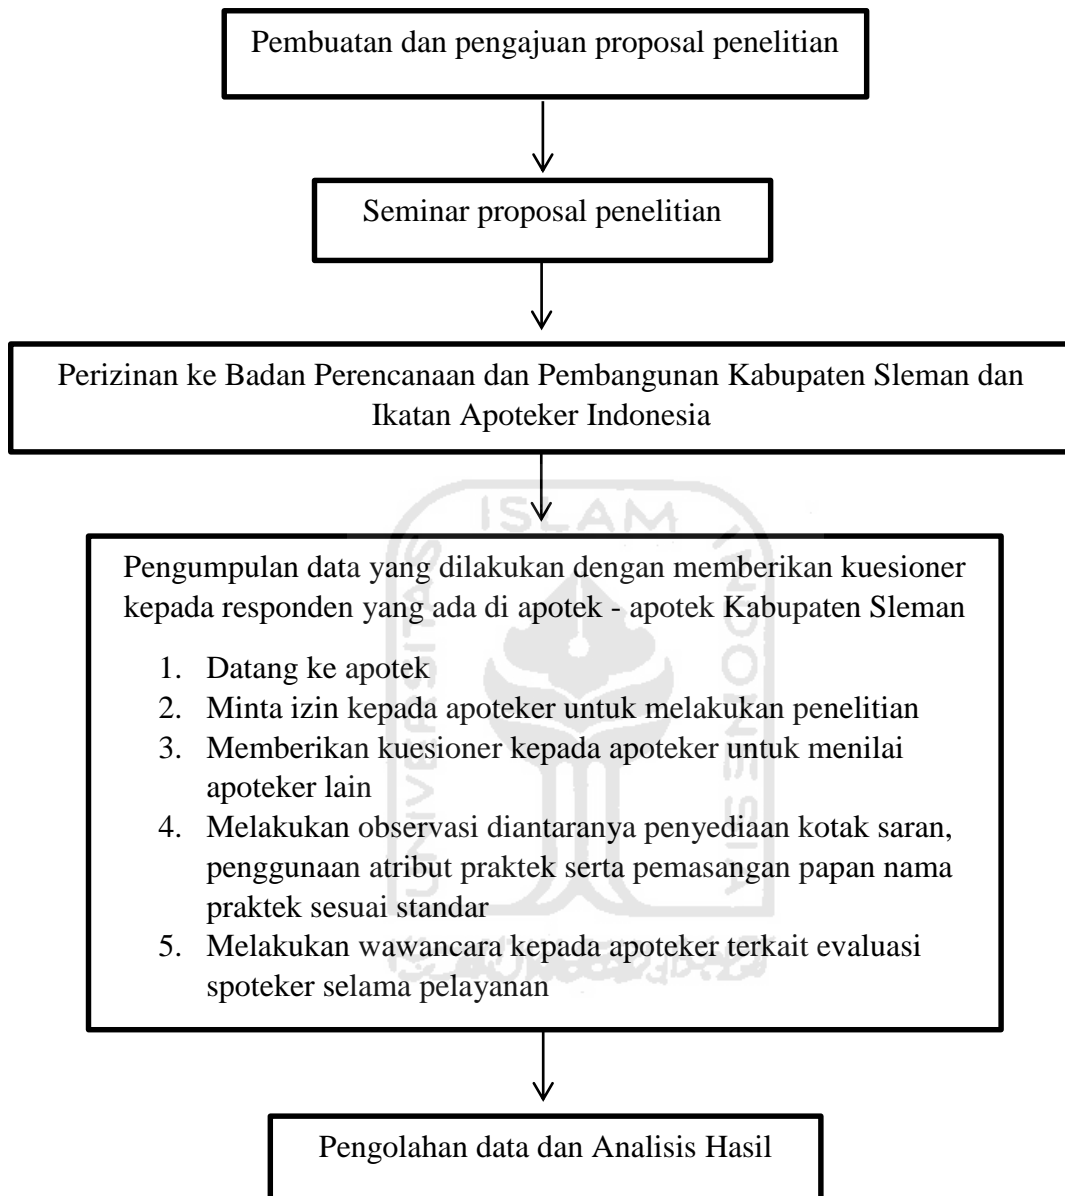 Pembuatan dan pengajuan proposal penelitian
Seminar proposal penelitian
Perizinan ke Badan Perencanaan dan Pembangunan Kabupaten Sleman dan
Ikatan Apoteker Indonesia
Pengumpulan data yang dilakukan dengan memberikan kuesioner
kepada responden yang ada di apotek - apotek Kabupaten Sleman
1. Datang ke apotek
2. Minta izin kepada apoteker untuk melakukan penelitian
3. Memberikan kuesioner kepada apoteker untuk menilai
apoteker lain
4. Melakukan observasi diantaranya penyediaan kotak saran,
penggunaan atribut praktek serta pemasangan papan nama
praktek sesuai standar
5. Melakukan wawancara kepada apoteker terkait evaluasi
spoteker selama pelayanan
Pengolahan data dan Analisis Hasil
UNIVERSITAS
ISLAM
INDONESIA